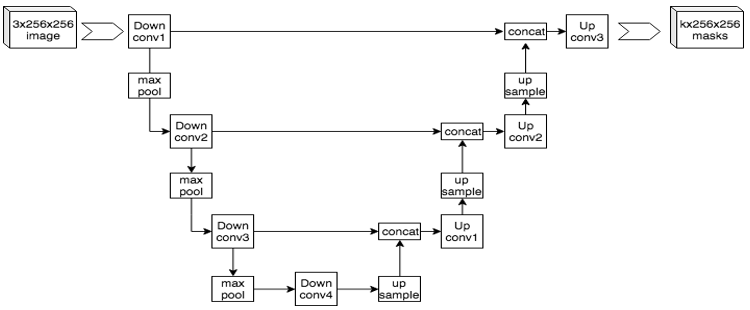 3x256x256
image
Down
conv1
concat
Up
conv3
kx256x256
masks
max
pool
up
sample
Down
conv2
concat
Up
conv2
max
pool
up
sample
Down
conv3
concat
Up
conv1
max
pool
Down
conv4
up
sample